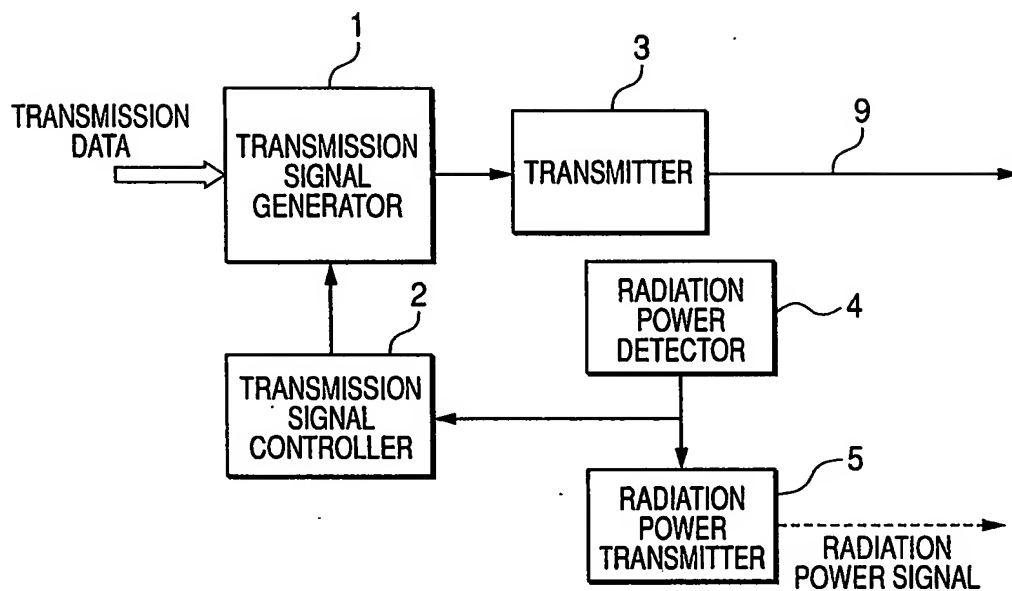 1
3
9
TRANSMISSION
DATA
TRANSMISSION
SIGNAL
GENERATOR
TRANSMITTER
2
4
RADIATION
POWER
DETECTOR
TRANSMISSION
SIGNAL
CONTROLLER
5
RADIATION
POWER
TRANSMITTER
RADIATION
POWER SIGNAL